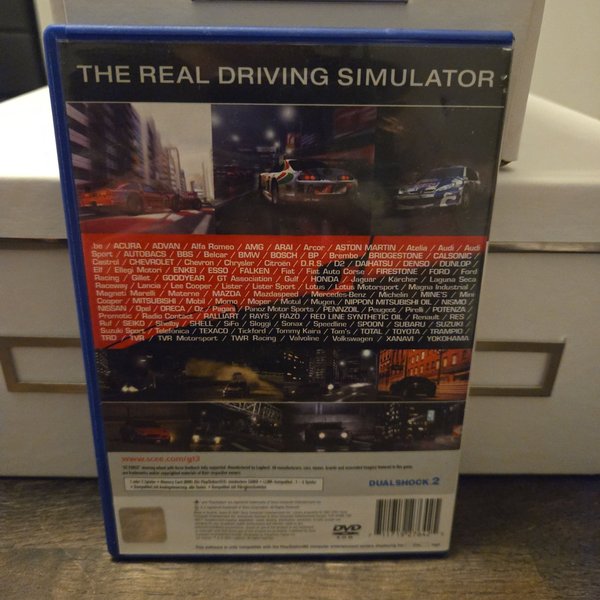 THE REAL DRIVING SIMULATOR
.be / ACURA / ADVAN / Alfa Romeo / AMG / ARAI / Arcor / ASTON MARTIN / Atelia / Audi / Audi
Sport / AUTOBACS / BBS / Belcar / BMW / BOSCH / BP / Brembo / BRIDGESTONE / CALSONIC /
Castrol / CHEVROLET / Chevron / Chrysler / Citroën / D.R.S. / D2 / DAIHATSU / DENSO / DUNLOP /
Elf / Ellegi Motori / ENKEI / ESSO / FALKEN / Fiat / Fiat Auto Corse / FIRESTONE / FORD / Ford
Racing / Gillet / GOODYEAR / GT Association / Gulf / HONDA / Jaguar / Kärcher / Laguna Seca
Raceway / Lancia / Lee Cooper / Lister / Lister Sport / Lotus / Lotus Motorsport / Magna Industrial /
Magneti Marelli / Materne / MAZDA / Mazdaspeed / Mercedes-Benz / Michelin / MINE'S / Mini
Cooper / MITSUBISHI / Mobil / Momo / Mopar / Motul / Mugen / NIPPON MITSUBISHI OIL / NISMO /
NISSAN / Opel / ORECA / Oz / Pagani / Panoz Motor Sports / PENNZOIL / Peugeot / Pirelli / POTENZA
Promatic / Radio Contact / RALLIART / RAYS / RAZO / RED LINE SYNTHETIC OIL / Renault / RES /
Ruf / SEIKO / Shelby / SHELL / SiFo / Sloggi / Sonax / Speedline / SPOON / SUBARU / SUZUKI
Suzuki Sport / Telefonica / TEXACO / Tickford / Tommy Kaira / Tom's / TOTAL / TOYOTA / TRAMPIO /
TRD / TVR / TVR Motorsport / TWR Racing / Valvoline / Volkswagen / XANAVI / YOKOHAMA
www.scee.com/gt3
DUALSHOCK 2
DVD